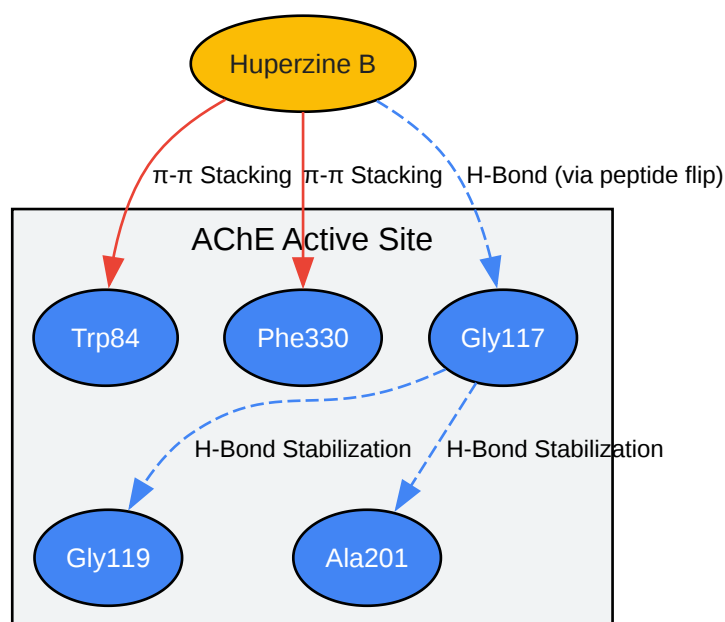 Huperzine B
π-π Stacking
π-π Stacking
H-Bond (via peptide flip)
AChE Active Site
Trp84
Phe330
Gly117
H-Bond Stabilization
H-Bond Stabilization
Gly119
Ala201